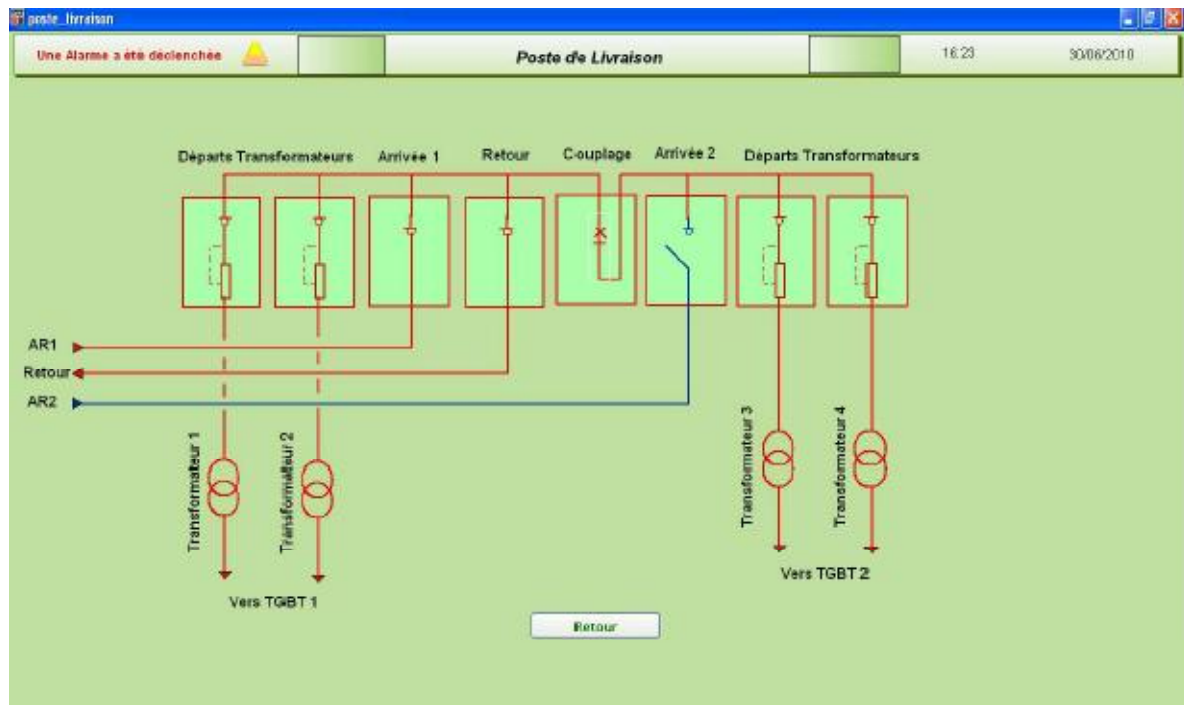 poste_livraison
Une Alarme a été déclenchée
Poste de Livraison
16:23
30/06/2010
Départs Transformateurs
Arrivée 1
Retour
Couplage
Arrivée 2
Départs Transformateurs
AR1
Retour
AR2
Transformateur 1
Transformateur 2
Transformateur 3
Transformateur 4
Vers TGBT 1
Vers TGBT 2
Retour